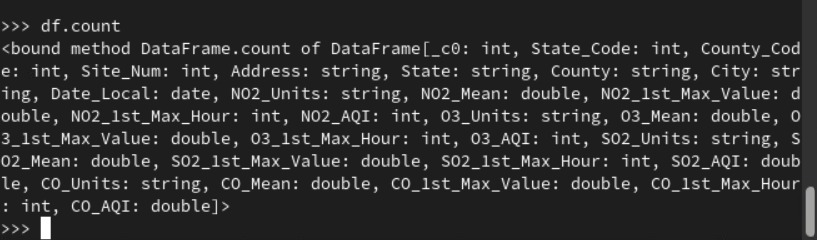 >>> df.count
<bound method DataFrame.count of DataFrame[_c0: int, State_Code: int, County_Cod
e: int, Site_Num: int, Address: string, State: string, County: string, City: str
ing, Date_Local: date, NO2_Units: string, NO2_Mean: double, NO2_1st_Max_Value: d
ouble, NO2_1st_Max_Hour: int, NO2_AQI: int, O3_Units: string, O3_Mean: double, O
3_1st_Max_Value: double, O3_1st_Max_Hour: int, O3_AQI: int, SO2_Units: string, S
O2_Mean: double, SO2_1st_Max_Value: double, SO2_1st_Max_Hour: int, SO2_AQI: doub
le, CO_Units: string, CO_Mean: double, CO_1st_Max_Value: double, CO_1st_Max_Hour
: int, CO_AQI: double]>
>>>